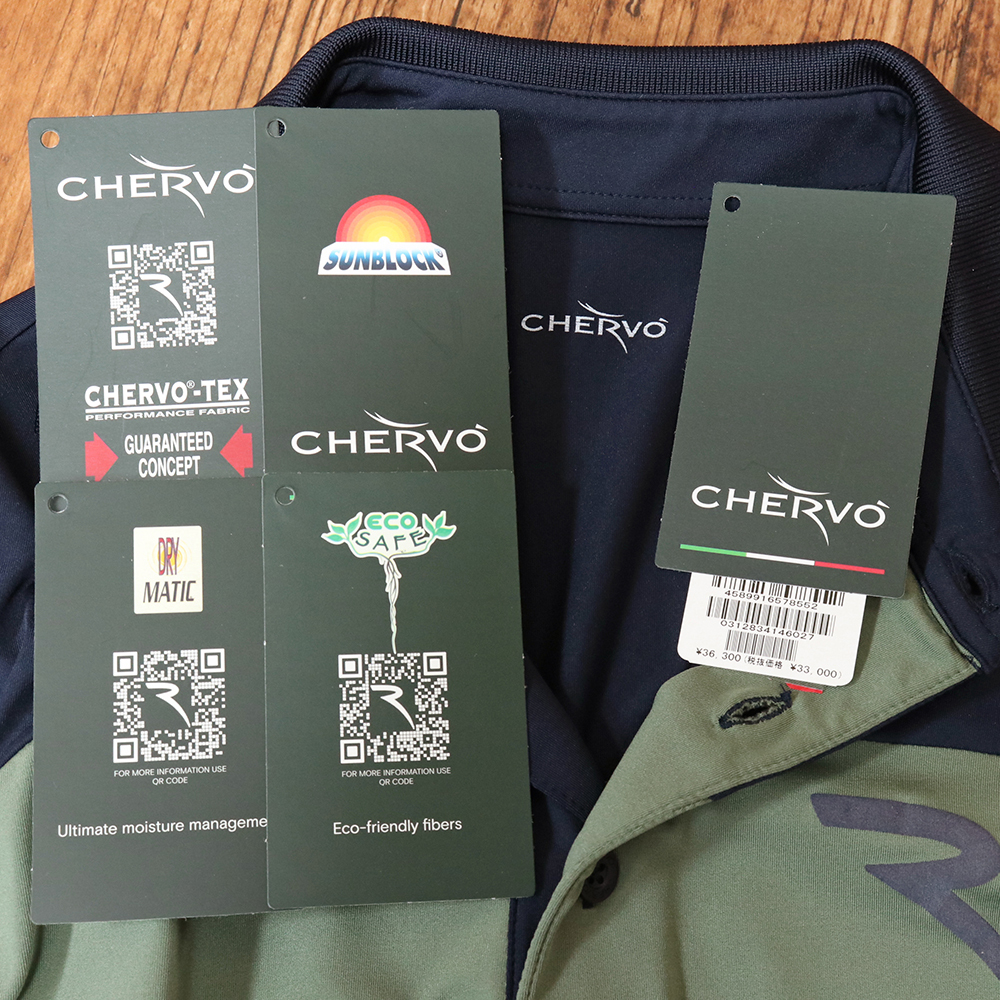 CHERVÒ
CHERVO®-TEX
PERFORMANCE FABRIC
GUARANTEED
CONCEPT
SUNBLOCK®
CHERVÒ
DRY
MATIC
FOR MORE INFORMATION USE
QR CODE
Ultimate moisture manageme
ECO
SAFE
FOR MORE INFORMATION USE
QR CODE
Eco-friendly fibers
CHERVÒ
CHERVÒ
4589916578552
0312834146027
¥36,300(税抜価格 ¥33,000)